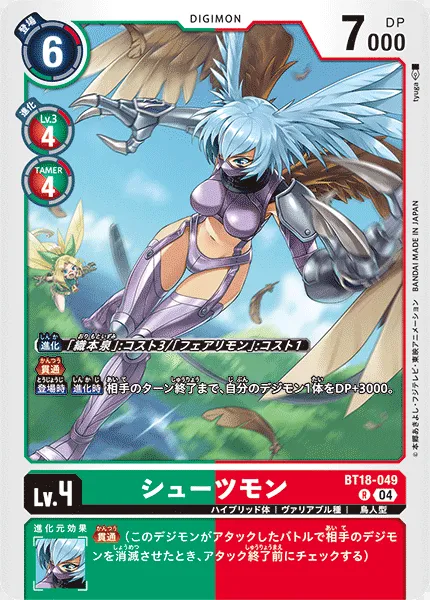 登場
6
DIGIMON
7000
DP
進化
Lv.3
4
TAMER
4
tyuga
BANDAI MADE IN JAPAN
© 本郷あきよし・フジテレビ・東映アニメーション
進化 「織本泉」:コスト3/「フェアリモン」:コスト1
貫通
登場時 進化時 相手のターン終了まで、自分のデジモン1体をDP+3000。
BT18-049
Lv.4
シューツモン
R 04
ハイブリッド体 | ヴァリアブル種 | 鳥人型
進化元効果
貫通 (このデジモンがアタックしたバトルで相手のデジモ
ンを消滅させたとき、アタック終了前にチェックする)